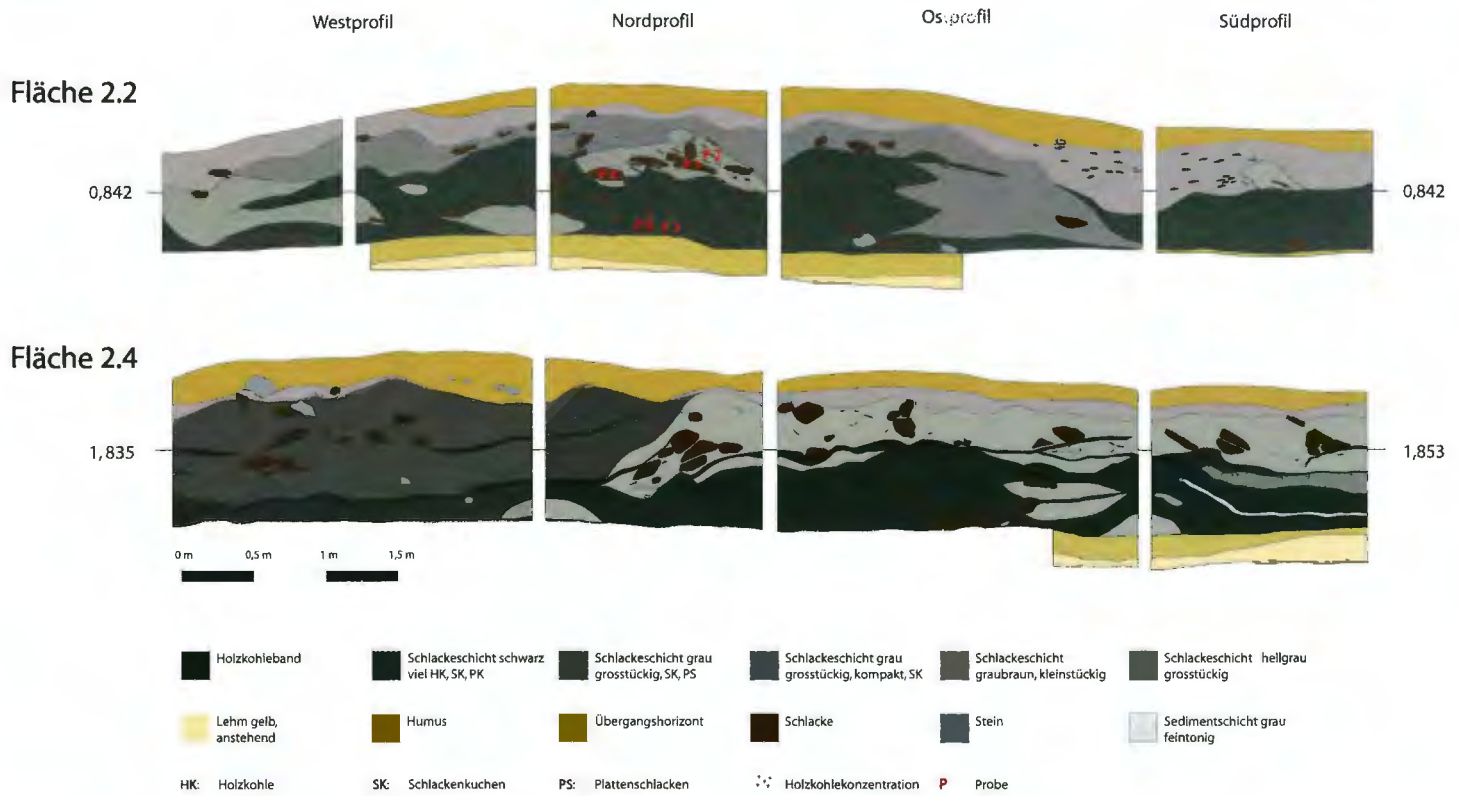 Westprofil
Nordprofil
Ostprofil
Südprofil
Fläche 2.2
0,842
0,842
Fläche 2.4
1,835
1,853
0 m
0,5 m
1 m
1,5 m
Holzkohleband
Schlackeschicht schwarz
viel HK, SK, PK
Schlackeschicht grau
grosstückig, SK, PS
Schlackeschicht grau
grosstückig, kompakt, SK
Schlackeschicht
graubraun, kleinstückig
Schlackeschicht hellgrau
grosstückig
Lehm gelb,
anstehend
Humus
Übergangshorizont
Schlacke
Stein
Sedimentschicht grau
feintonig
HK: Holzkohle
SK: Schlackenkuchen
PS: Plattenschlacken
Holzkohlekonzentration
P Probe